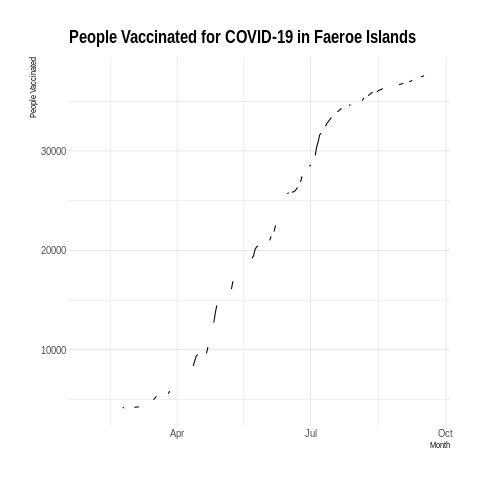 People Vaccinated for COVID-19 in Faeroe Islands
People Vaccinated
30000
20000
10000
Apr
Jul
Oct
Month